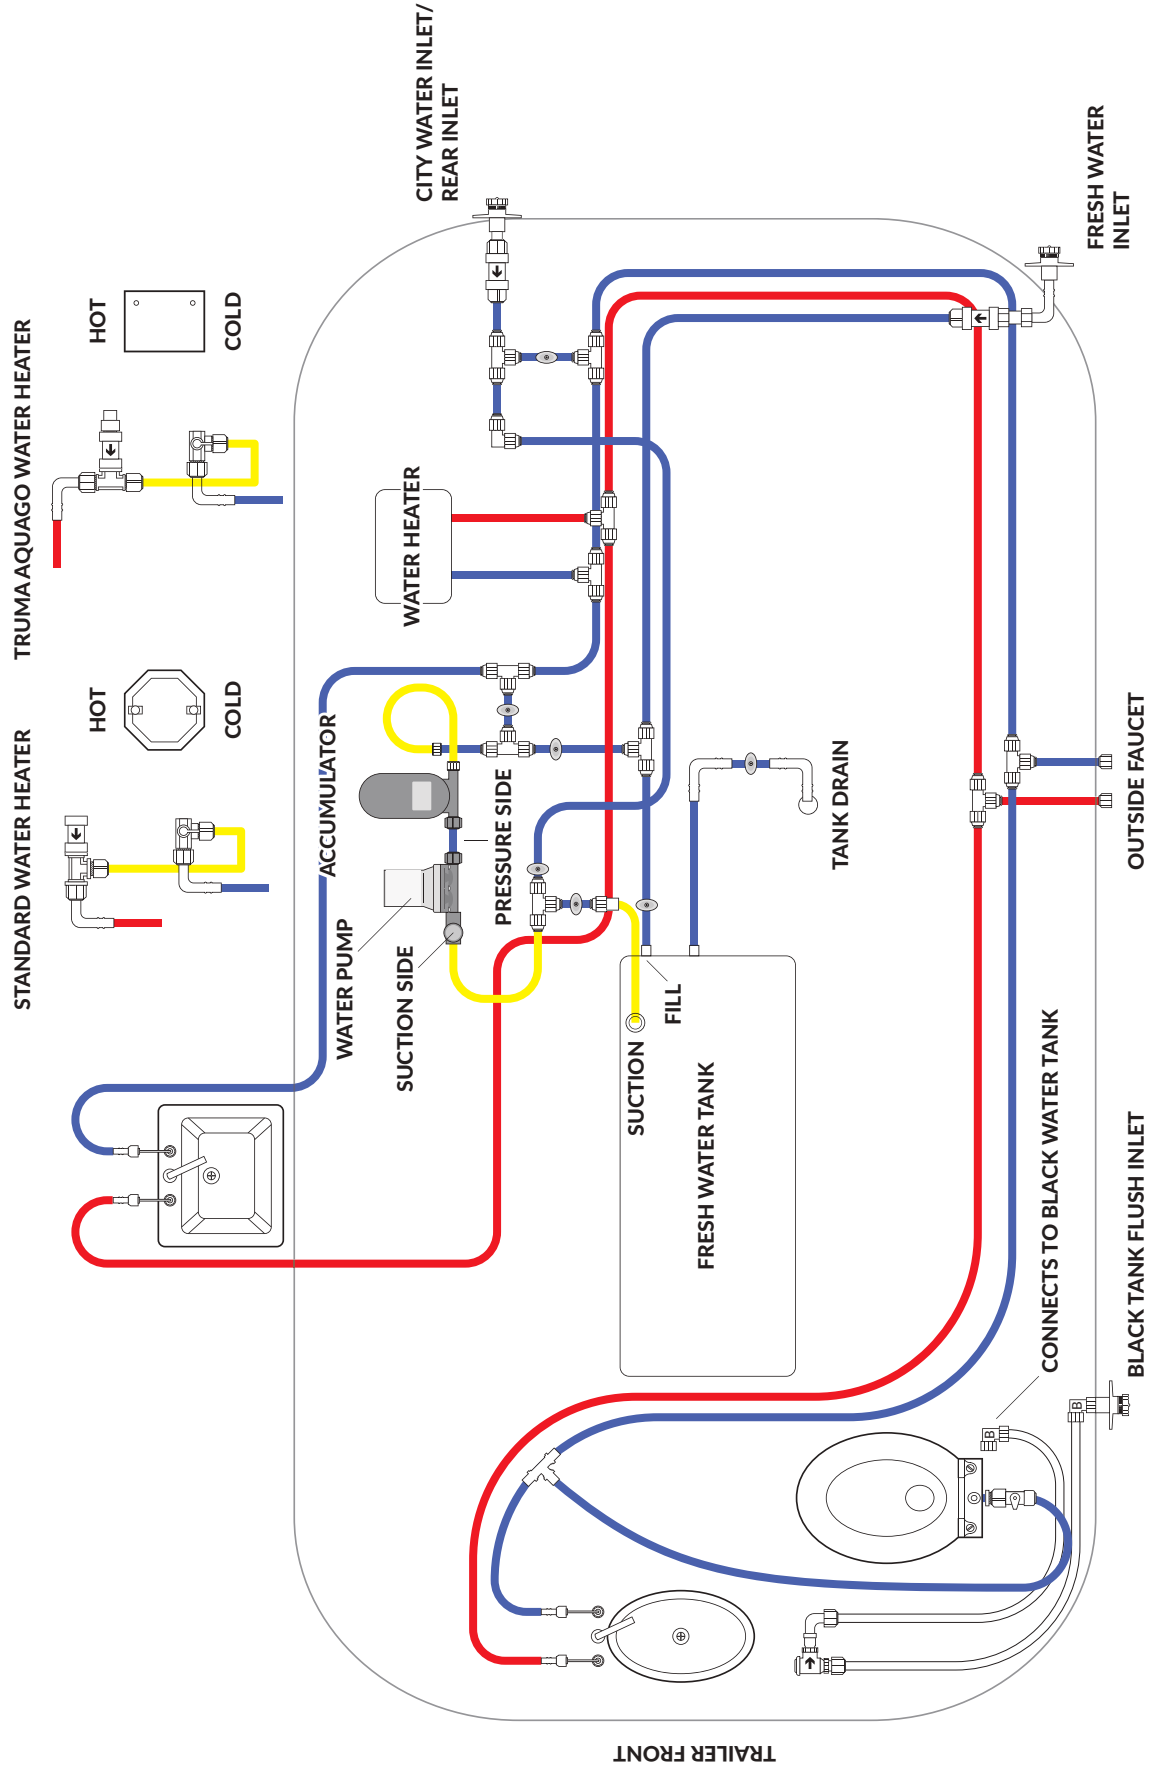 STANDARD WATER HEATER
HOT
COLD
TRUMA AQUAGO WATER HEATER
HOT
COLD
CITY WATER INLET/
REAR INLET
WATER HEATER
ACCUMULATOR
WATER PUMP
SUCTION SIDE
PRESSURE SIDE
SUCTION
FILL
FRESH WATER TANK
TANK DRAIN
FRESH WATER
INLET
OUTSIDE FAUCET
CONNECTS TO BLACK WATER TANK
B
B
BLACK TANK FLUSH INLET
TRAILER FRONT